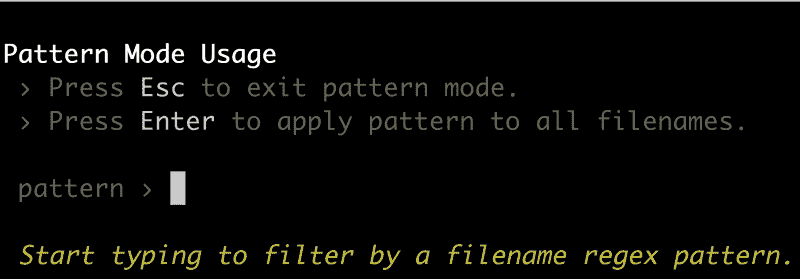 Pattern Mode Usage
› Press Esc to exit pattern mode.
› Press Enter to apply pattern to all filenames.
pattern ›
Start typing to filter by a filename regex pattern.